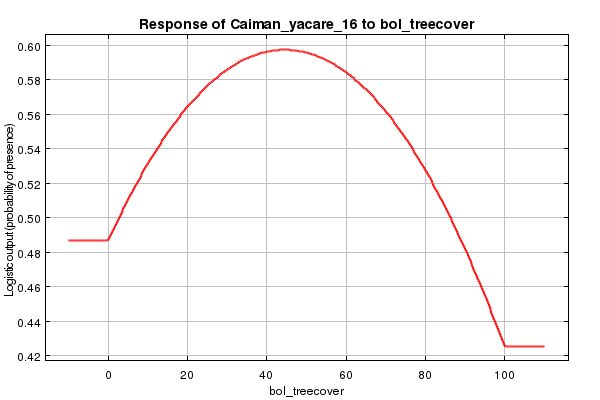 Response of Caiman_yacare_16 to bol_treecover
Logistic output (probability of presence)
0.60
0.58
0.56
0.54
0.52
0.50
0.48
0.46
0.44
0.42
0 20 40 60 80 100
bol_treecover